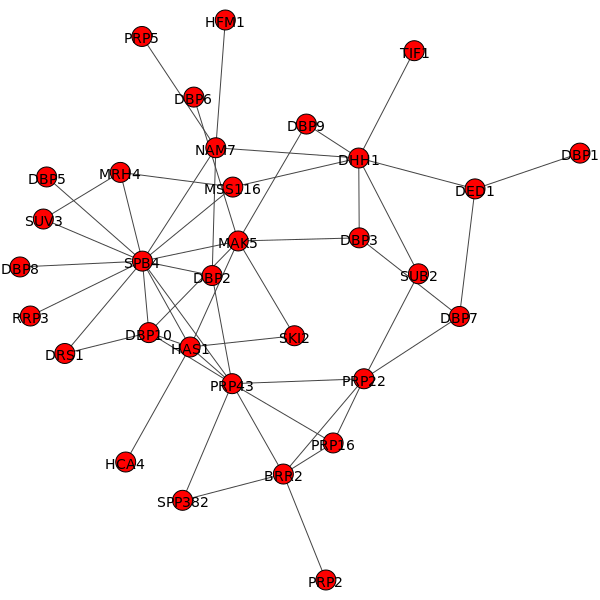 HFM1
PRP5
TIF1
DBP6
DBP9
NAM7
DBP1
DHH1
MRH4
DBP5
MSS116
DED1
SUV3
MAK5
DBP3
SPB4
DBP8
DBP2
SUB2
RRP3
DBP7
DBP10
SKI2
HAS1
DRS1
PRP43
PRP22
PRP16
HCA4
BRR2
SPP382
PRP2